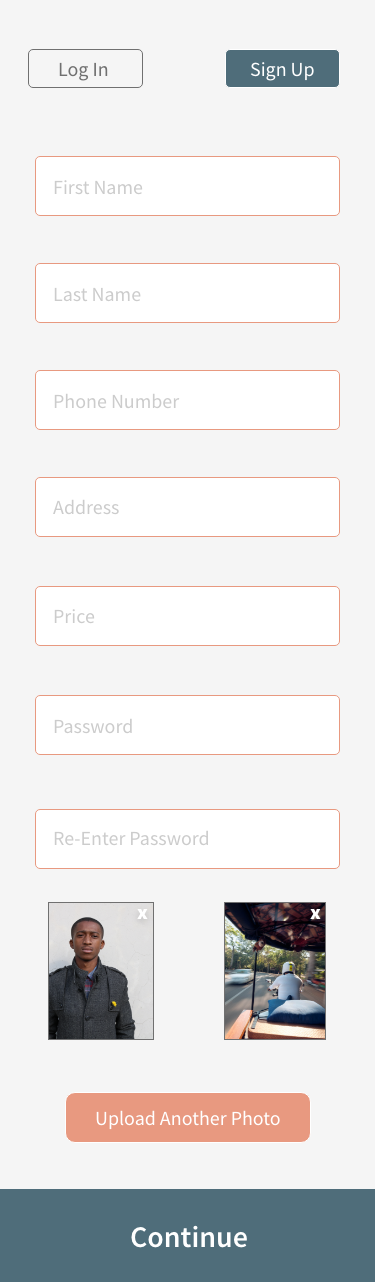 Log In
Sign Up
First Name
Last Name
Phone Number
Address
Price
Password
Re-Enter Password
x
x
Upload Another Photo
Continue